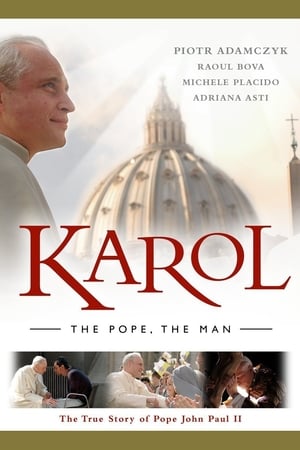 PIOTR ADAMCZYK
RAOUL BOVA
MICHELE PLACIDO
ADRIANA ASTI
KAROL
THE POPE, THE MAN
The True Story of Pope John Paul II